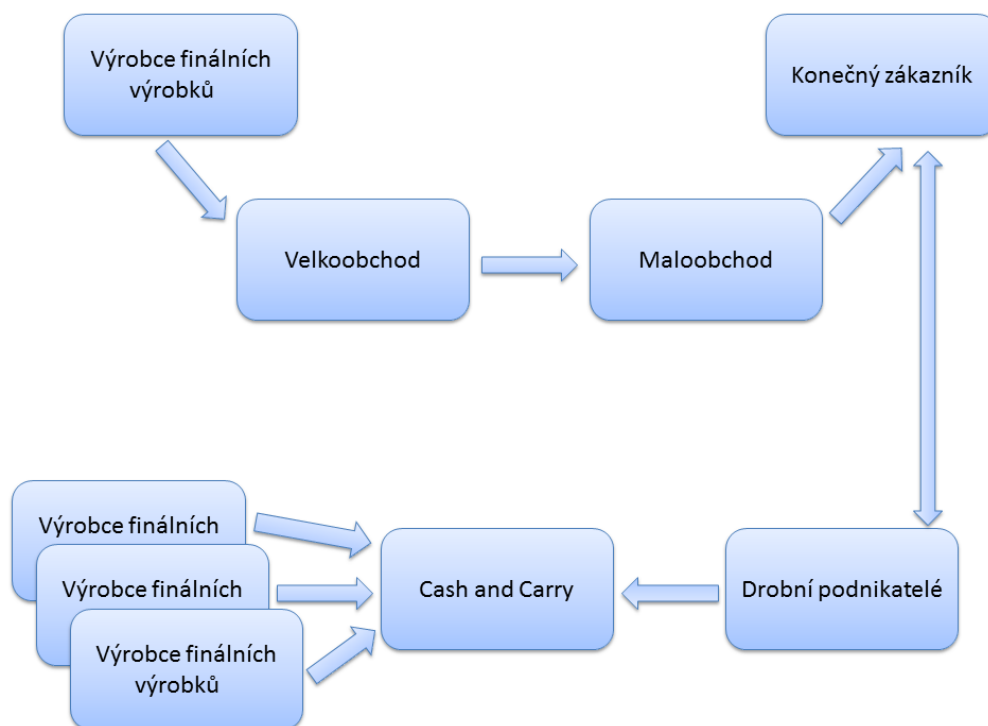 Výrobce finálních
výrobků
Konečný zákazník
Velkoobchod
Maloobchod
Výrobce finálních
Výrobce finálních
Výrobce finálních
výrobků
Cash and Carry
Drobní podnikatelé